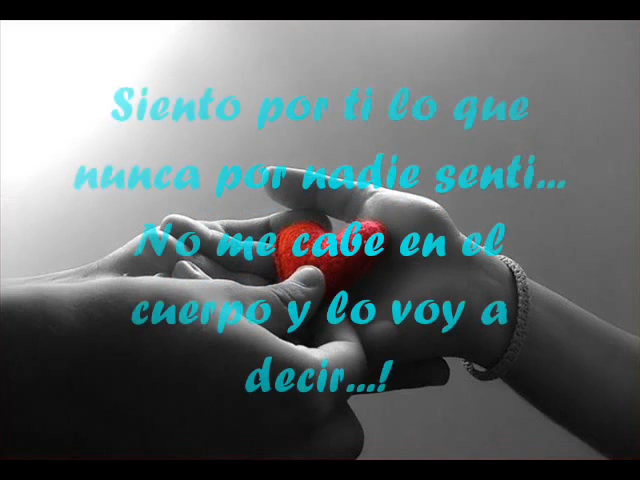 Siento por ti lo que
nunca por nadie senti...
No me cabe en el
cuerpo y lo voy a
decir...!